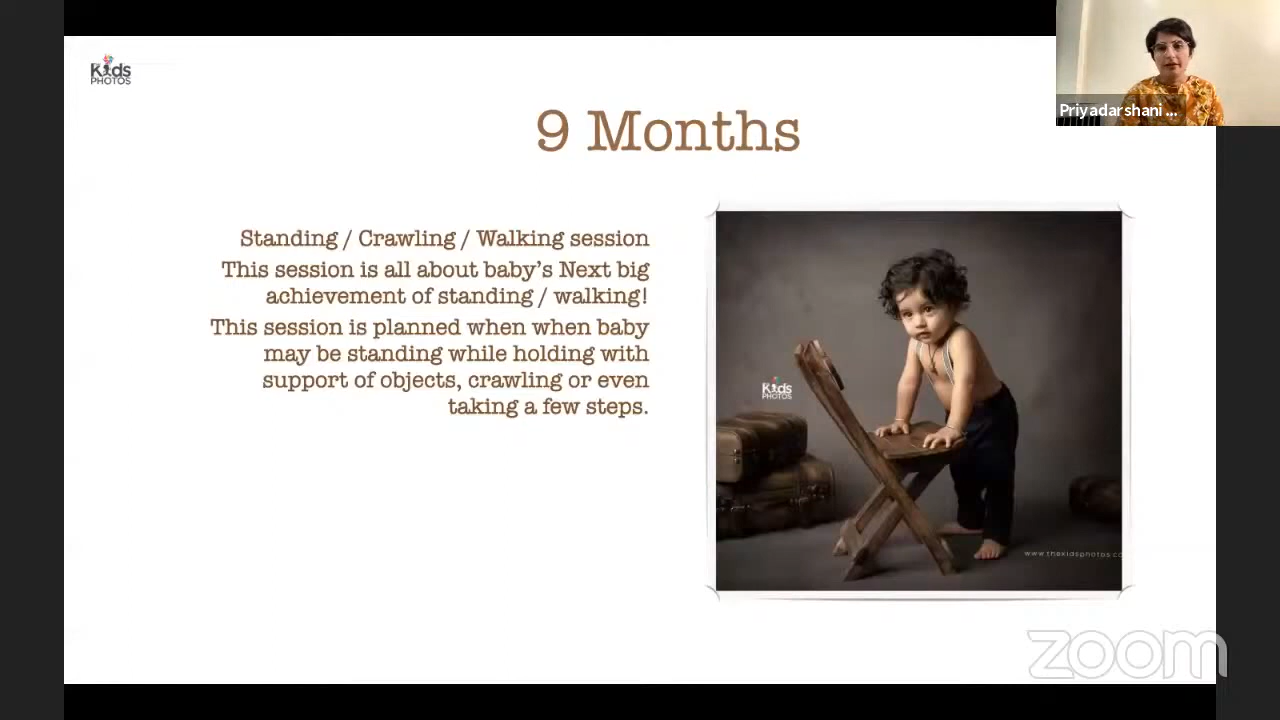 Kids
PHOTOS
Priyadarshani ...
9 Months
Standing / Crawling / Walking session
This session is all about baby's Next big
achievement of standing / walking!
This session is planned when when baby
may be standing while holding with
support of objects, crawling or even
taking a few steps.
Kids
PHOTOS
www.thekidsphotos.co
zoom